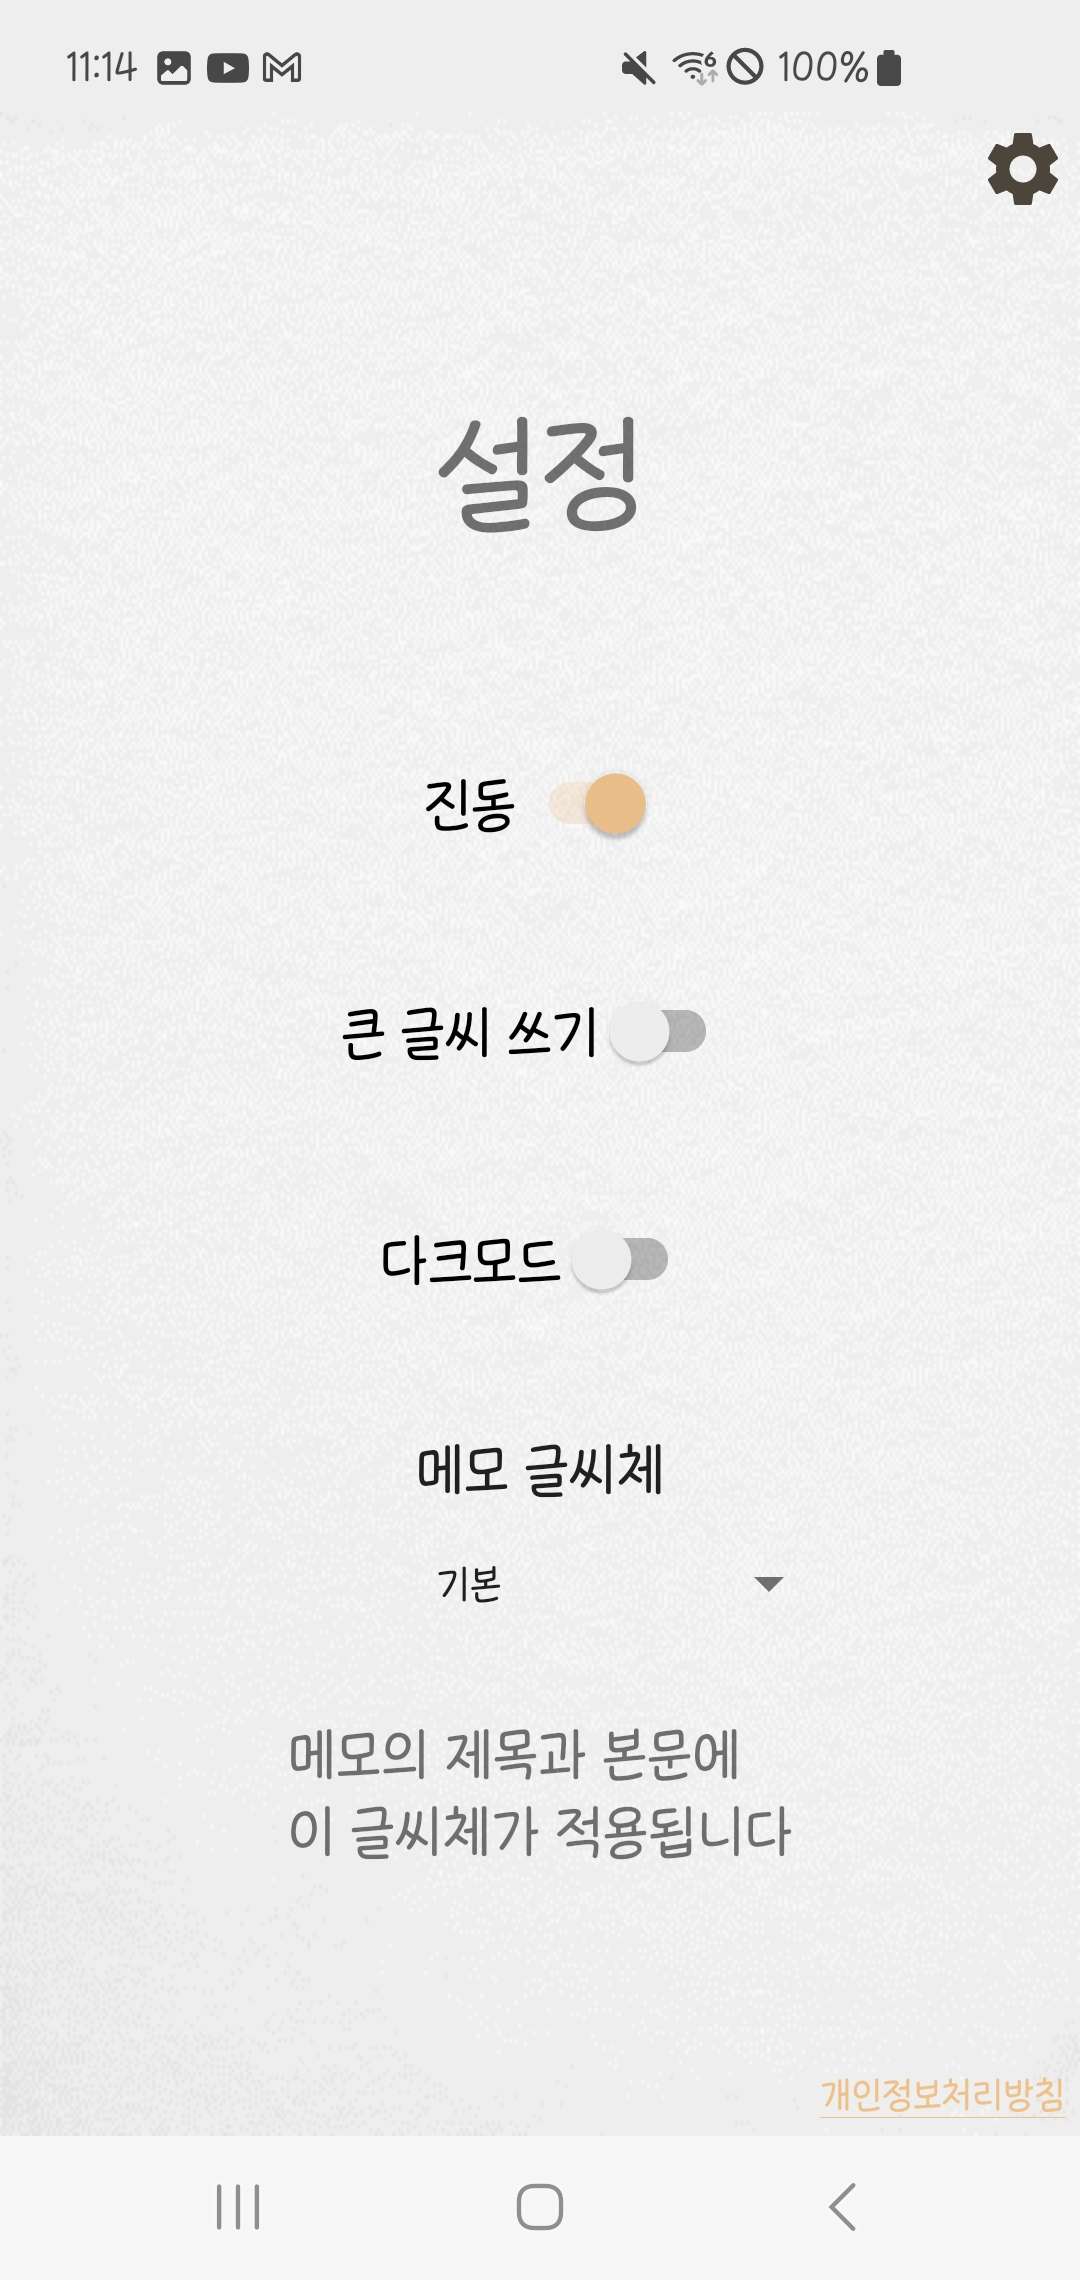 11:14
6
100%
설정
진동
큰 글씨 쓰기
다크모드
메모 글씨체
기본
메모의 제목과 본문에
이 글씨체가 적용됩니다
개인정보처리방침